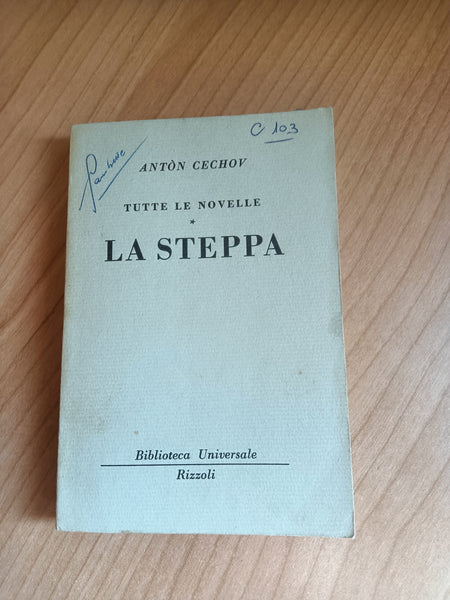 C 103
ANTÒN CECHOV
TUTTE LE NOVELLE
*
LA STEPPA
Biblioteca Universale
Rizzoli